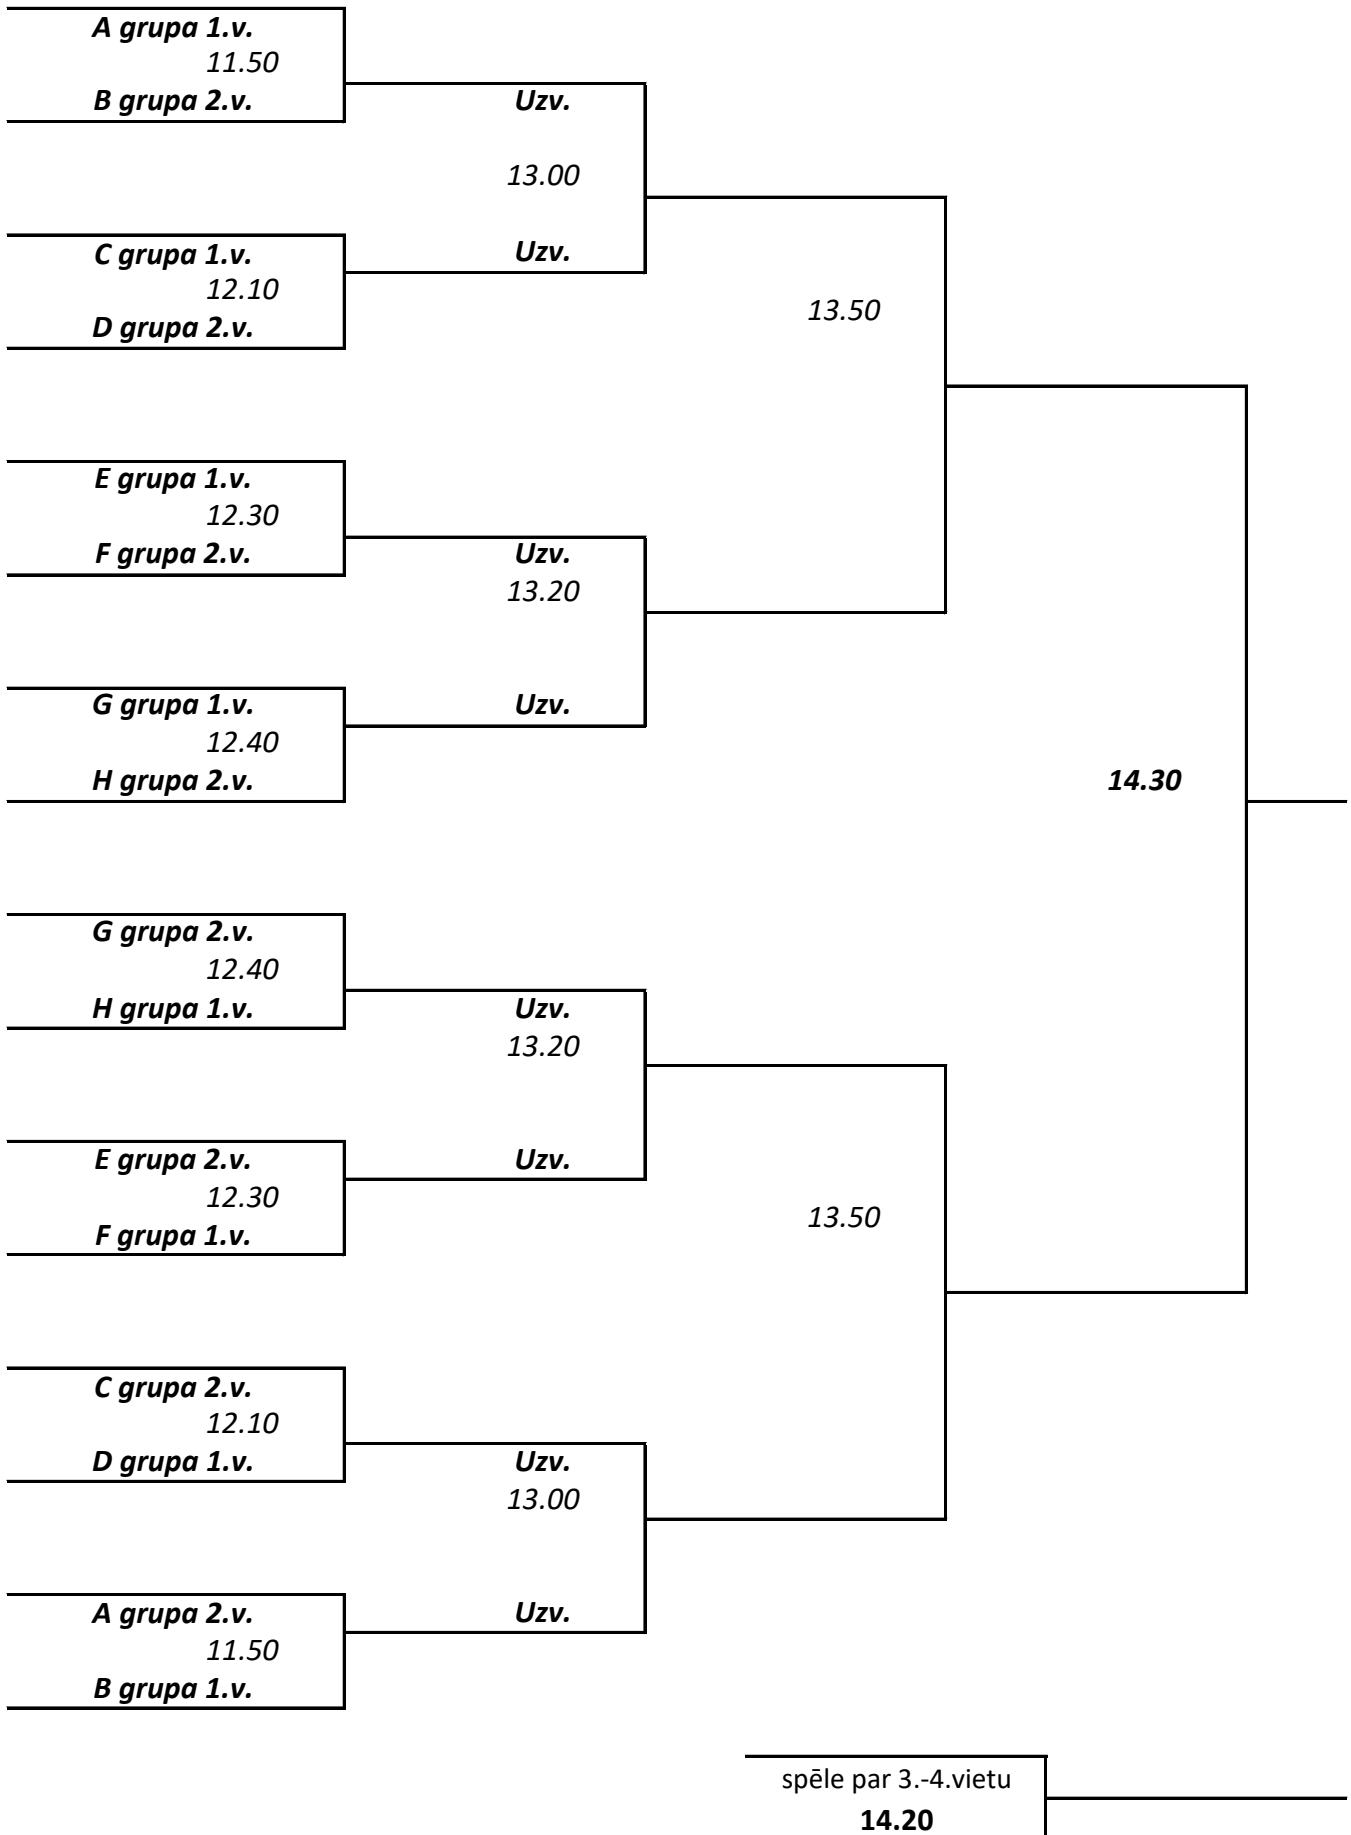 A grupa 1.v.
11.50
B grupa 2.v.
Uzv.
13.00
C grupa 1.v.
Uzv.
12.10
13.50
D grupa 2.v.
E grupa 1.v.
12.30
F grupa 2.v.
Uzv.
13.20
G grupa 1.v.
Uzv.
12.40
H grupa 2.v.
14.30
G grupa 2.v.
12.40
H grupa 1.v.
Uzv.
13.20
E grupa 2.v.
Uzv.
12.30
13.50
F grupa 1.v.
C grupa 2.v.
12.10
D grupa 1.v.
Uzv.
13.00
A grupa 2.v.
Uzv.
11.50
B grupa 1.v.
spēle par 3.-4.vietu
14.20